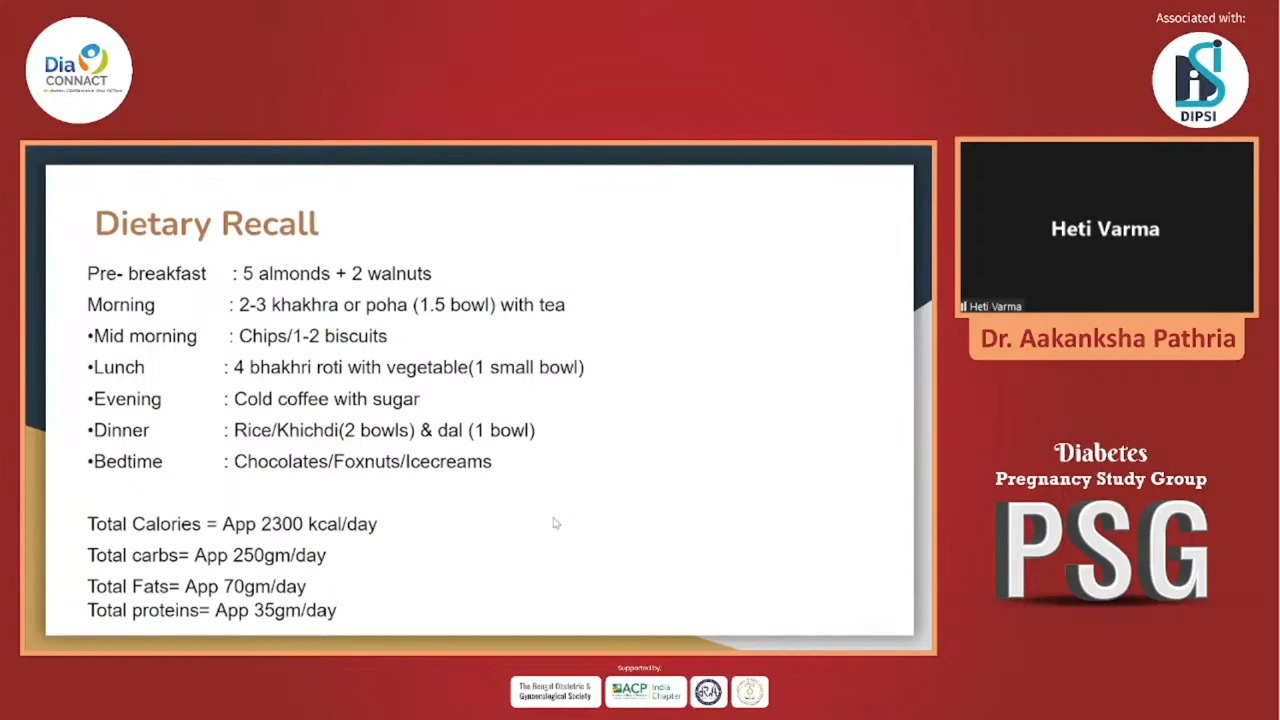 Associated with:
Dia
CONNACT
DIPSI
Dietary Recall
Pre- breakfast : 5 almonds + 2 walnuts
Morning : 2-3 khakhra or poha (1.5 bowl) with tea
•Mid morning : Chips/1-2 biscuits
•Lunch : 4 bhakhri roti with vegetable(1 small bowl)
•Evening : Cold coffee with sugar
•Dinner : Rice/Khichdi(2 bowls) & dal (1 bowl)
•Bedtime : Chocolates/Foxnuts/Icecreams
Total Calories = App 2300 kcal/day
Total carbs= App 250gm/day
Total Fats= App 70gm/day
Total proteins= App 35gm/day
Heti Varma
Heti Varma
Dr. Aakanksha Pathria
Diabetes
Pregnancy Study Group
PSG
Supported by:
The Bengal Obstetric &
Gynaecological Society
ACP India
Chapter